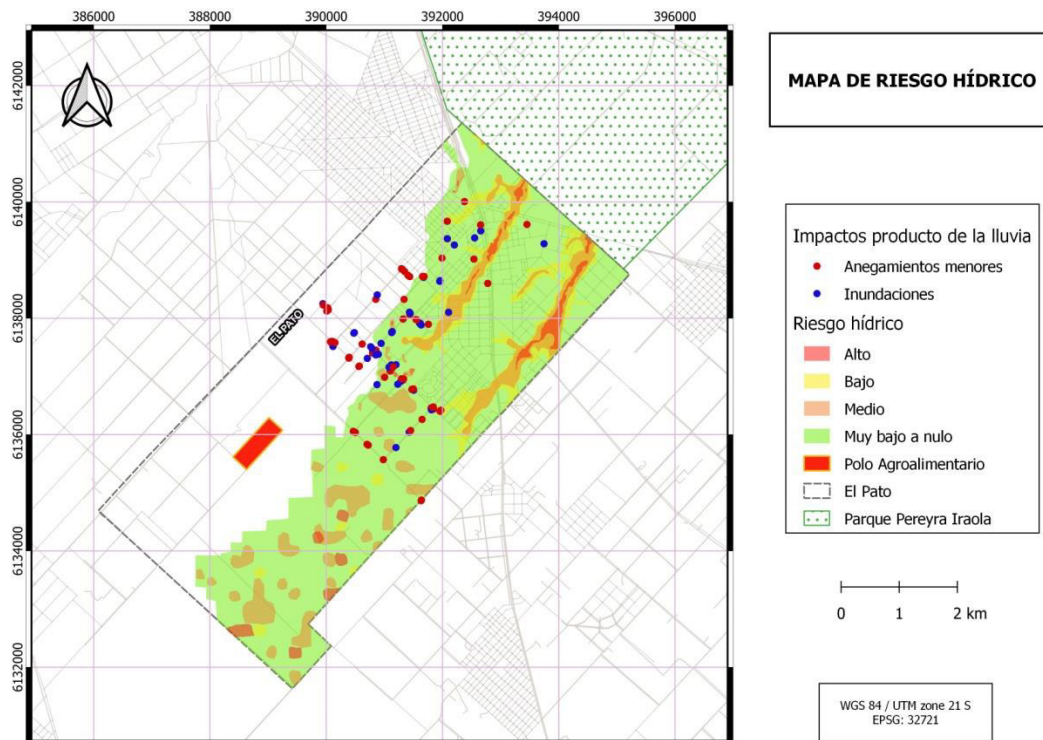 386000 388000 390000 392000 394000 396000
6142000
6140000
6138000
6136000
6134000
6132000
EL PATO
MAPA DE RIESGO HÍDRICO
Impactos producto de la lluvia
Anegamientos menores
Inundaciones
Riesgo hídrico
Alto
Bajo
Medio
Muy bajo a nulo
Polo Agroalimentario
El Pato
Parque Pereyra Iraola
0 1 2 km
WGS 84 / UTM zone 21 S
EPSG: 32721